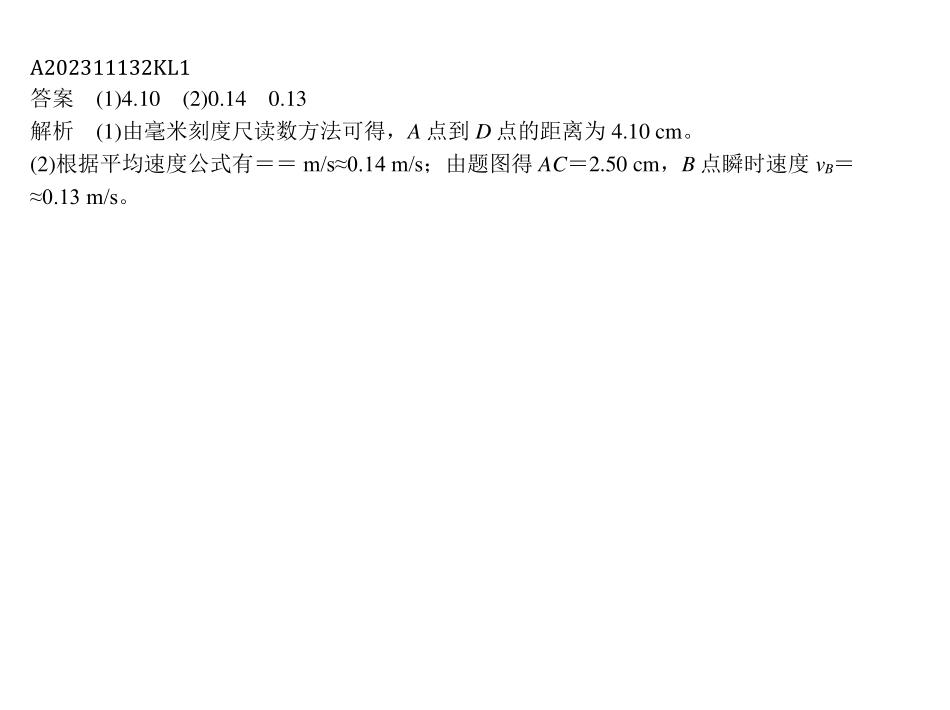 A202311132KL1
答案　(1)4.10　(2)0.14　0.13
解析　(1)由毫米刻度尺读数方法可得，A 点到 D 点的距离为 4.10 cm。
(2)根据平均速度公式有＝＝ m/s≈0.14 m/s；由题图得 AC＝2.50 cm，B 点瞬时速度 vB＝
≈0.13 m/s。